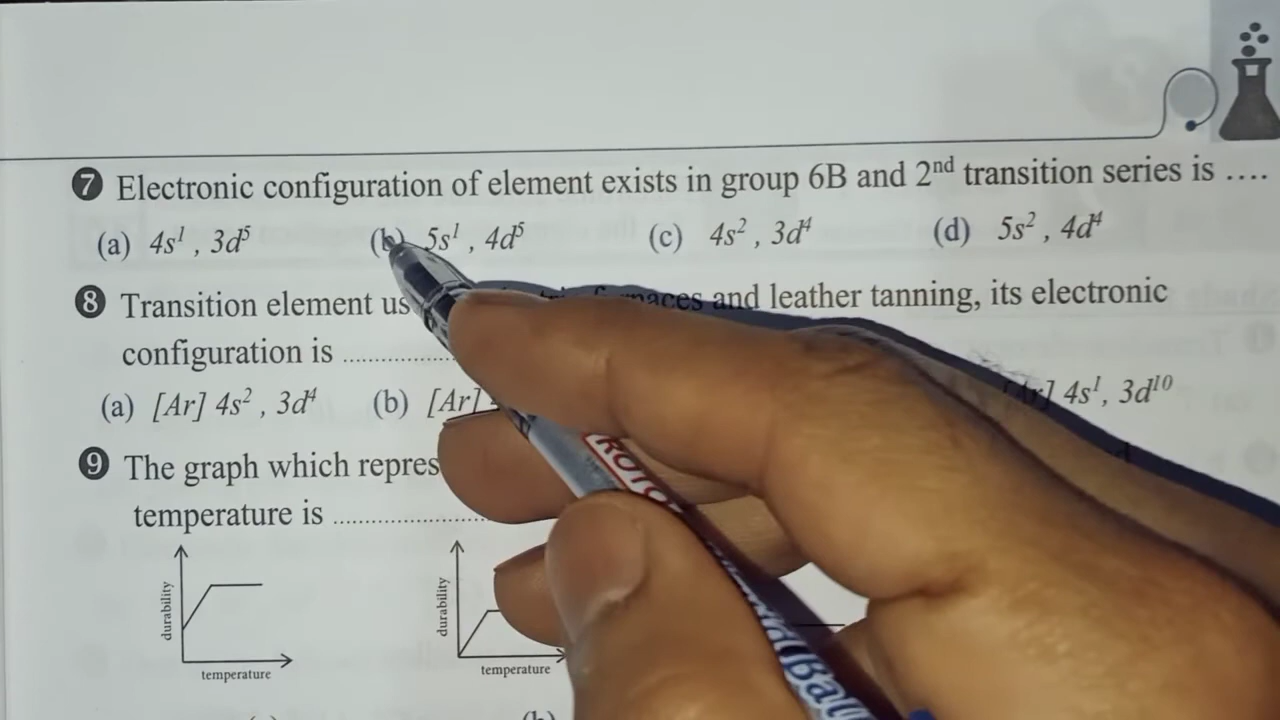 7 Electronic configuration of element exists in group 6B and 2nd transition series is ....
(a) 4s¹ , 3d⁵ (b) 5s¹ , 4d⁵ (c) 4s² , 3d⁴ (d) 5s² , 4d⁴
8 Transition element us and leather tanning, its electronic
configuration is ..................
(a) [Ar] 4s² , 3d⁴ (b) [Ar] 4s¹, 3d¹⁰
9 The graph which repres
temperature is .........................
durability durability
temperature temperature
ROTO